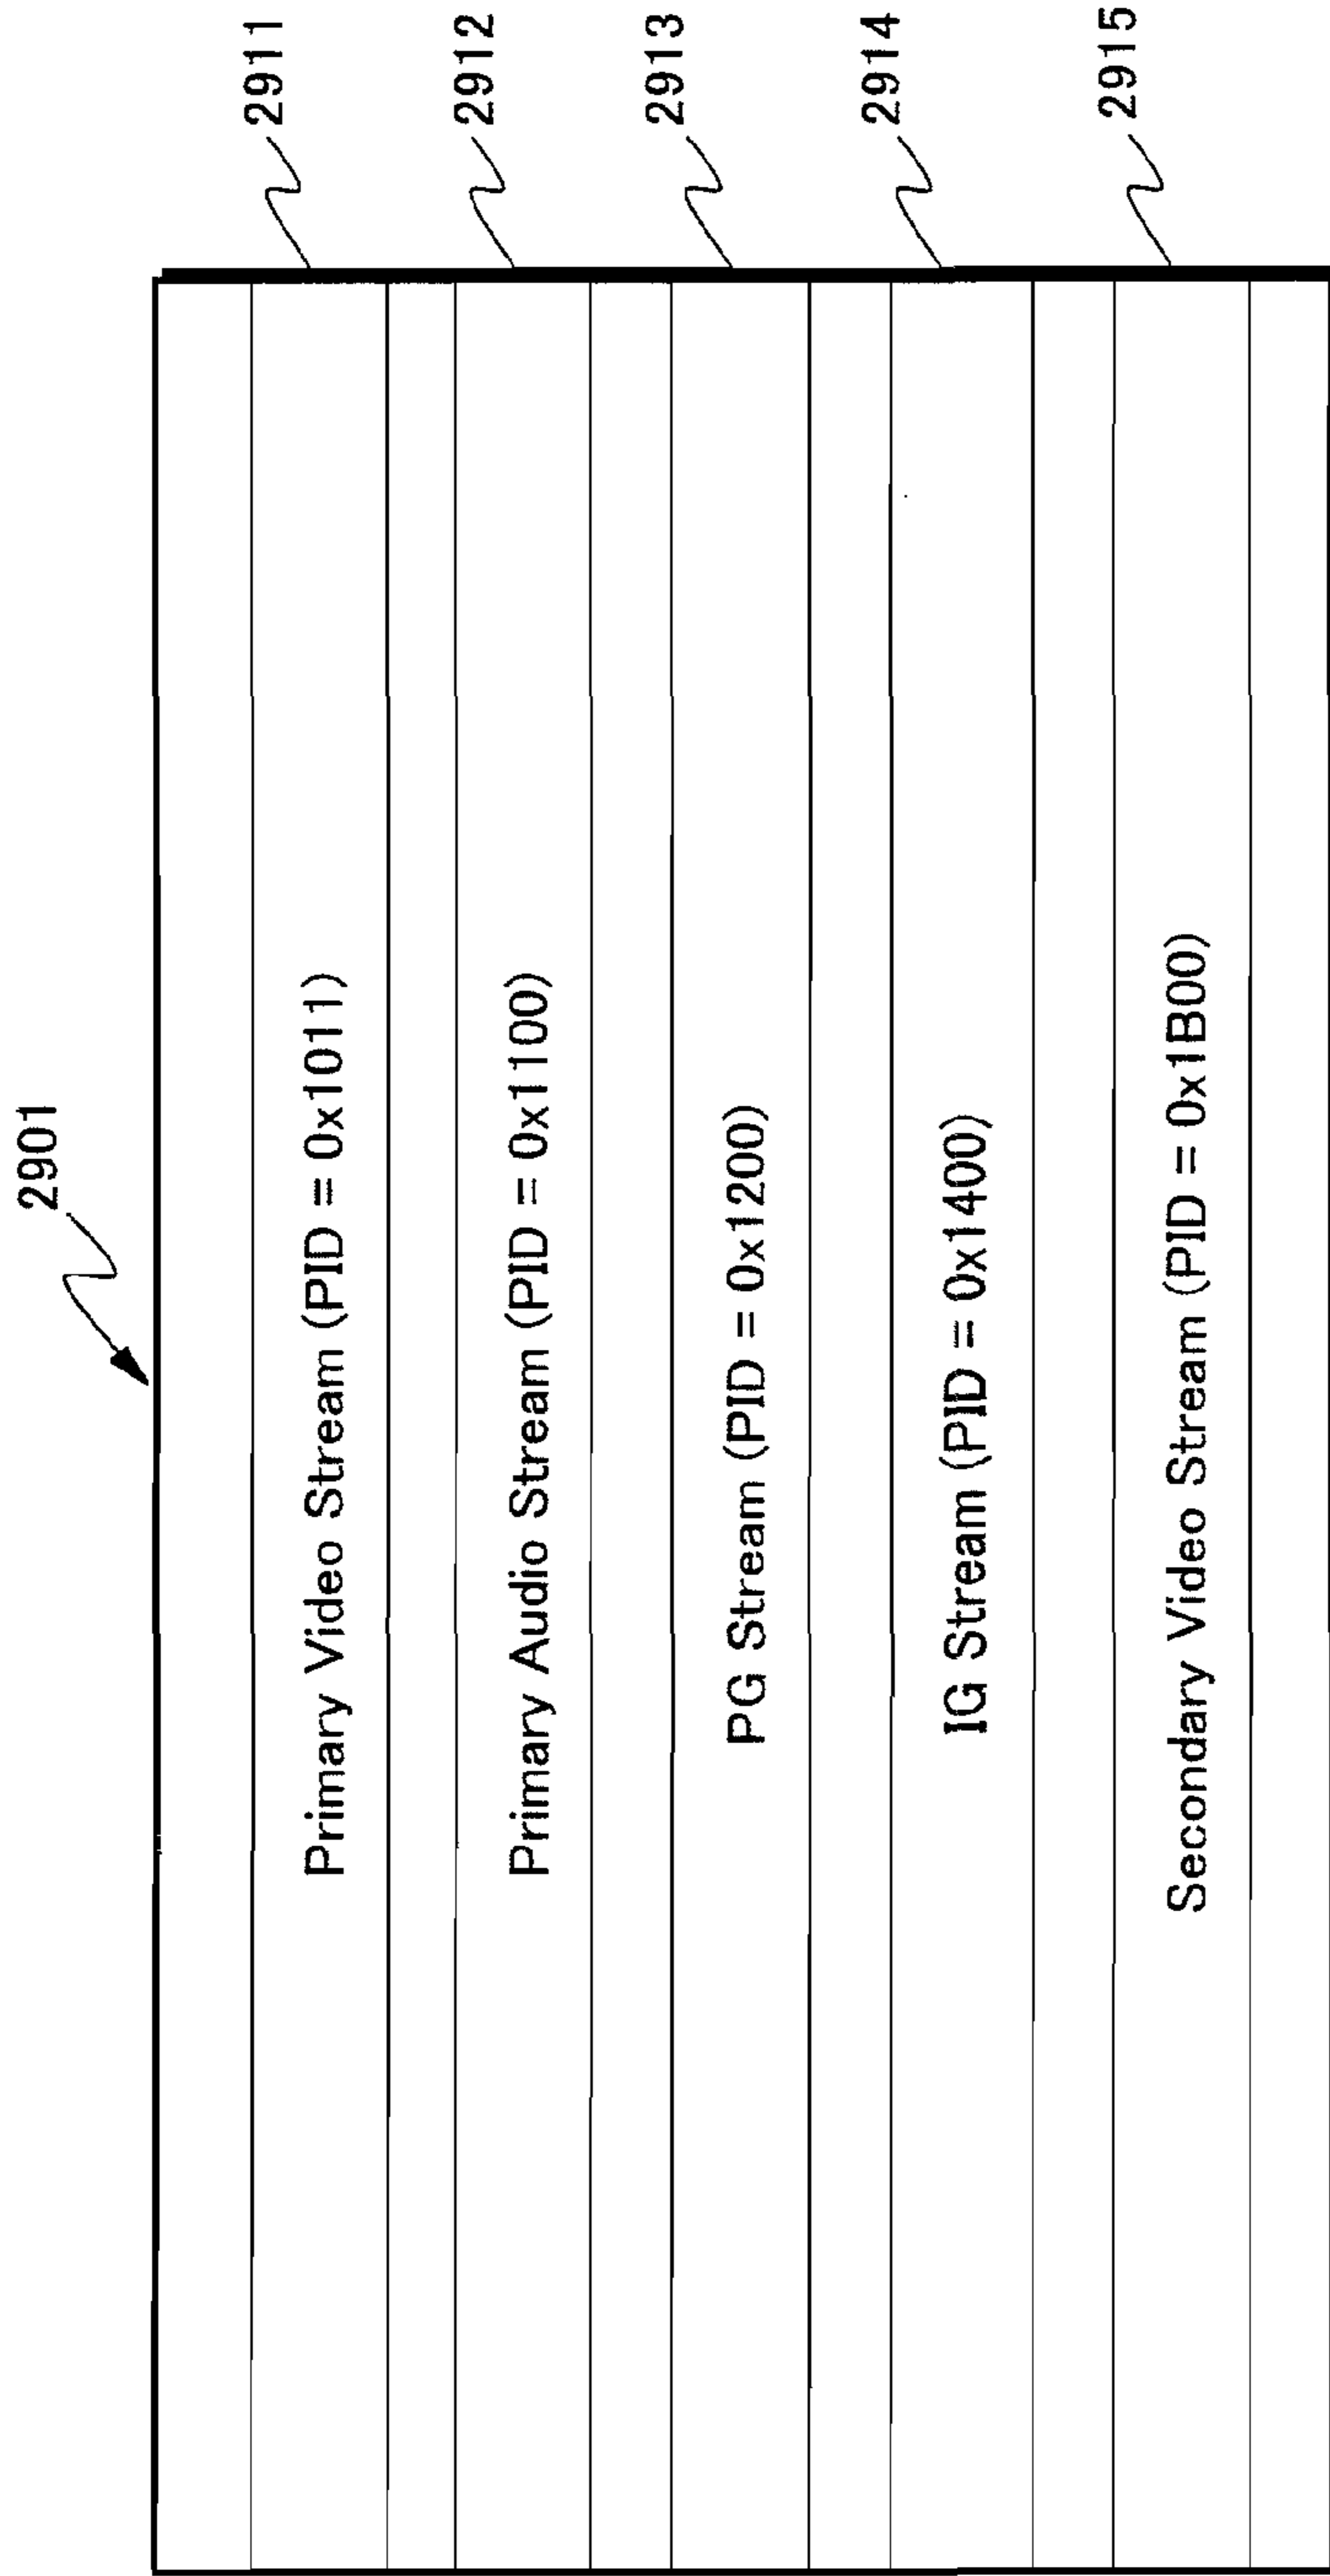 2901
Primary Video Stream (PID = 0x1011)
2911
Primary Audio Stream (PID = 0x1100)
2912
PG Stream (PID = 0x1200)
2913
IG Stream (PID = 0x1400)
2914
Secondary Video Stream (PID = 0x1B00)
2915